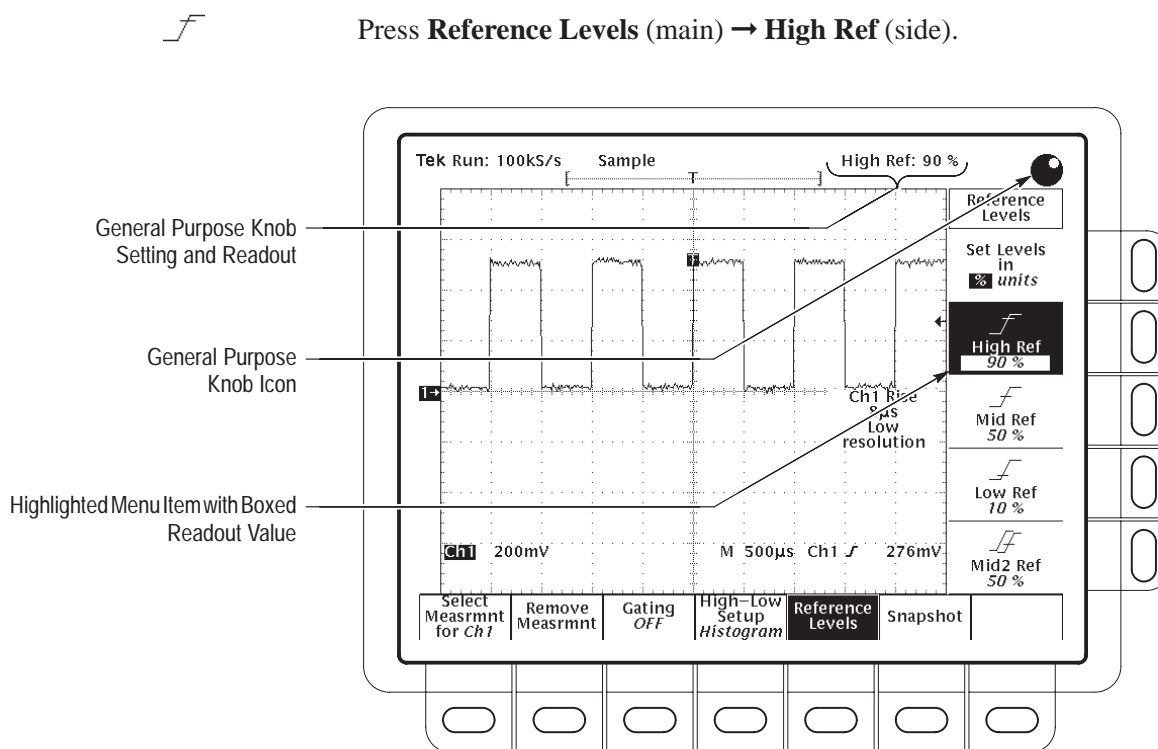 Press Reference Levels (main) ➞ High Ref (side).
Tek Run: 100kS/s Sample High Ref: 90 %
[ T ]
General Purpose Knob
Setting and Readout
General Purpose
Knob Icon
Highlighted Menu Item with Boxed
Readout Value
Reference
Levels
Set Levels
in
% units
High Ref
90 %
Mid Ref
50 %
Low Ref
10 %
Mid2 Ref
50 %
T
1→
Ch1 Rise
8µs
Low
resolution
Ch1 200mV M 500µs Ch1 276mV
Select
Measrmnt
for Ch1
Remove
Measrmnt
Gating
OFF
High–Low
Setup
Histogram
Reference
Levels
Snapshot